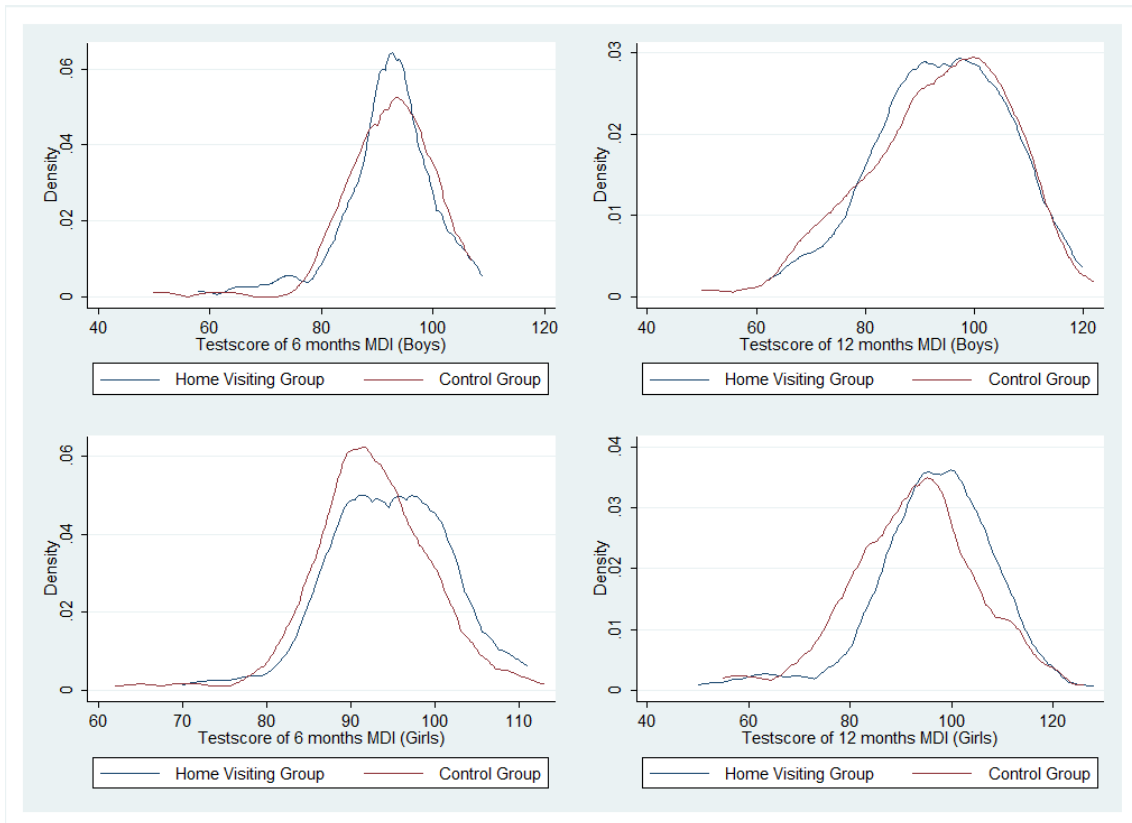 Density
0
.02
.04
.06
40
60
80
100
120
Testscore of 6 months MDI (Boys)
Home Visiting Group
Control Group
Density
0
.01
.02
.03
40
60
80
100
120
Testscore of 12 months MDI (Boys)
Home Visiting Group
Control Group
Density
0
.02
.04
.06
60
70
80
90
100
110
Testscore of 6 months MDI (Girls)
Home Visiting Group
Control Group
Density
0
.01
.02
.03
.04
40
60
80
100
120
Testscore of 12 months MDI (Girls)
Home Visiting Group
Control Group